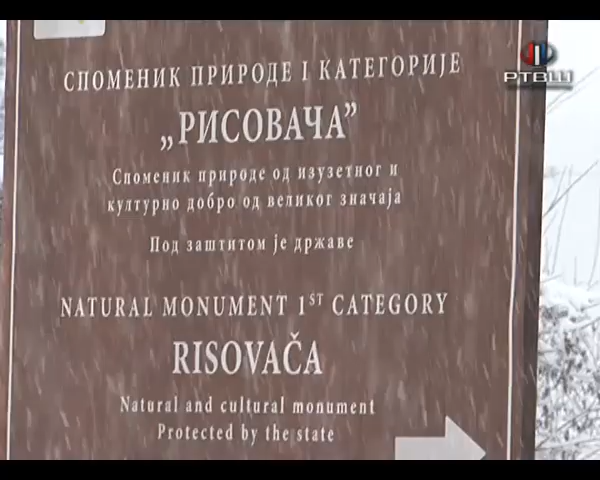 РТВШ
СПОМЕНИК ПРИРОДЕ I КАТЕГОРИЈЕ
„РИСОВАЧА”
Споменик природе од изузетног и
културно добро од великог значаја
Под заштитом је државе
NATURAL MONUMENT 1ST CATEGORY
RISOVAČA
Natural and cultural monument
Protected by the state